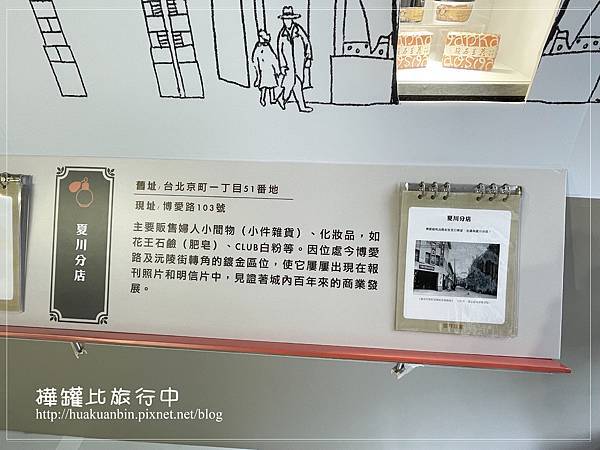 舊址/台北京町一丁目51番地
現址/博愛路103號
夏川分店
主要販售婦人小間物（小件雜貨）、化妝品，如
花王石鹼（肥皂）、CLUB白粉等。因位處今博愛
路及沅陵街轉角的鍍金區位，使它屢屢出現在報
刊照片和明信片中，見證著城內百年來的商業發
展。
夏川分店
樺罐比旅行中
http://huakuanbin.pixnet.net/blog